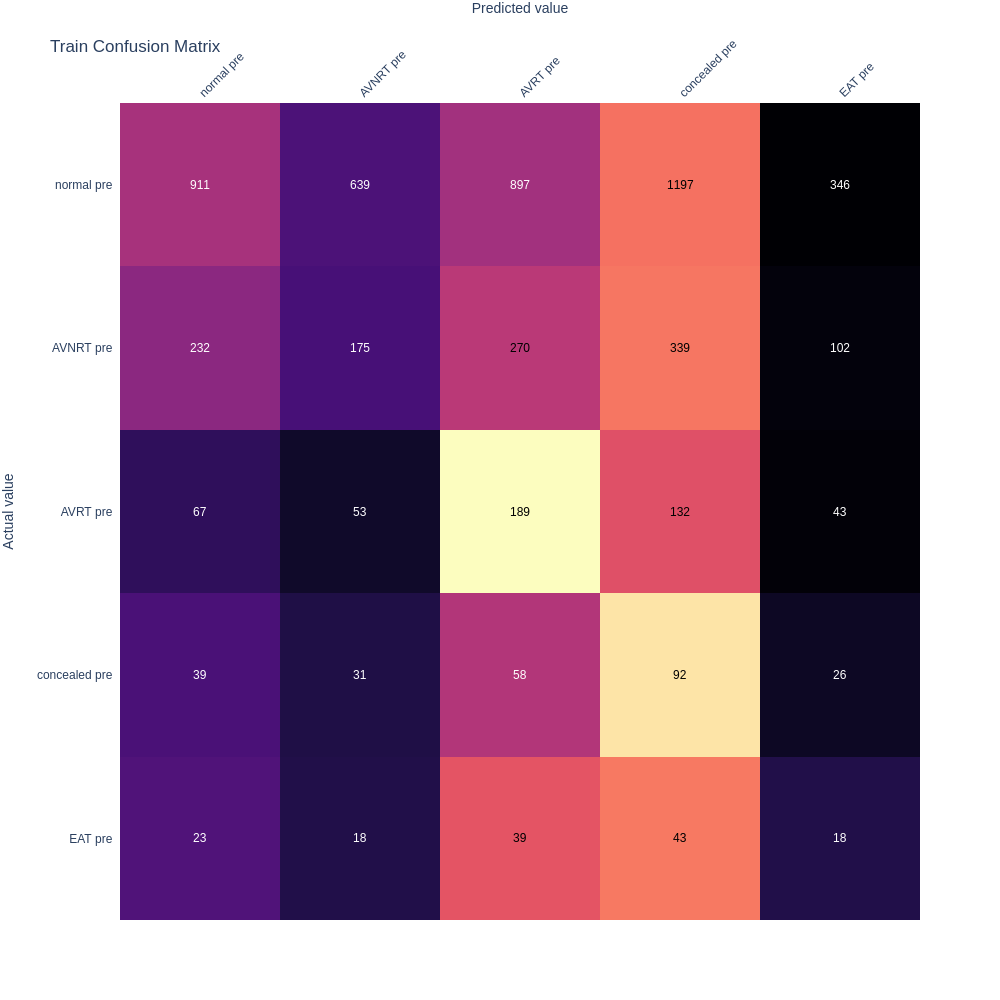 Predicted value
Train Confusion Matrix
normal pre
AVNRT pre
AVRT pre
concealed pre
EAT pre
normal pre 911 639 897 1197 346
AVNRT pre 232 175 270 339 102
Actual value
AVRT pre 67 53 189 132 43
concealed pre 39 31 58 92 26
EAT pre 23 18 39 43 18